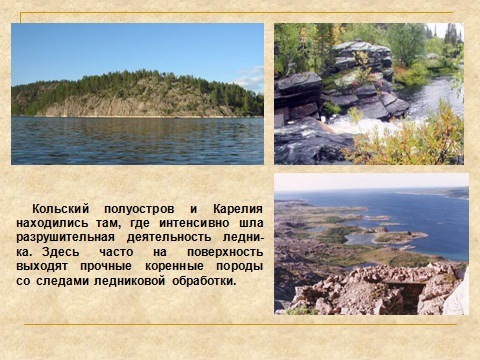 Кольский полуостров и Карелия
находились там, где интенсивно шла
разрушительная деятельность ледни-
ка. Здесь часто на поверхность
выходят прочные коренные породы
со следами ледниковой обработки.